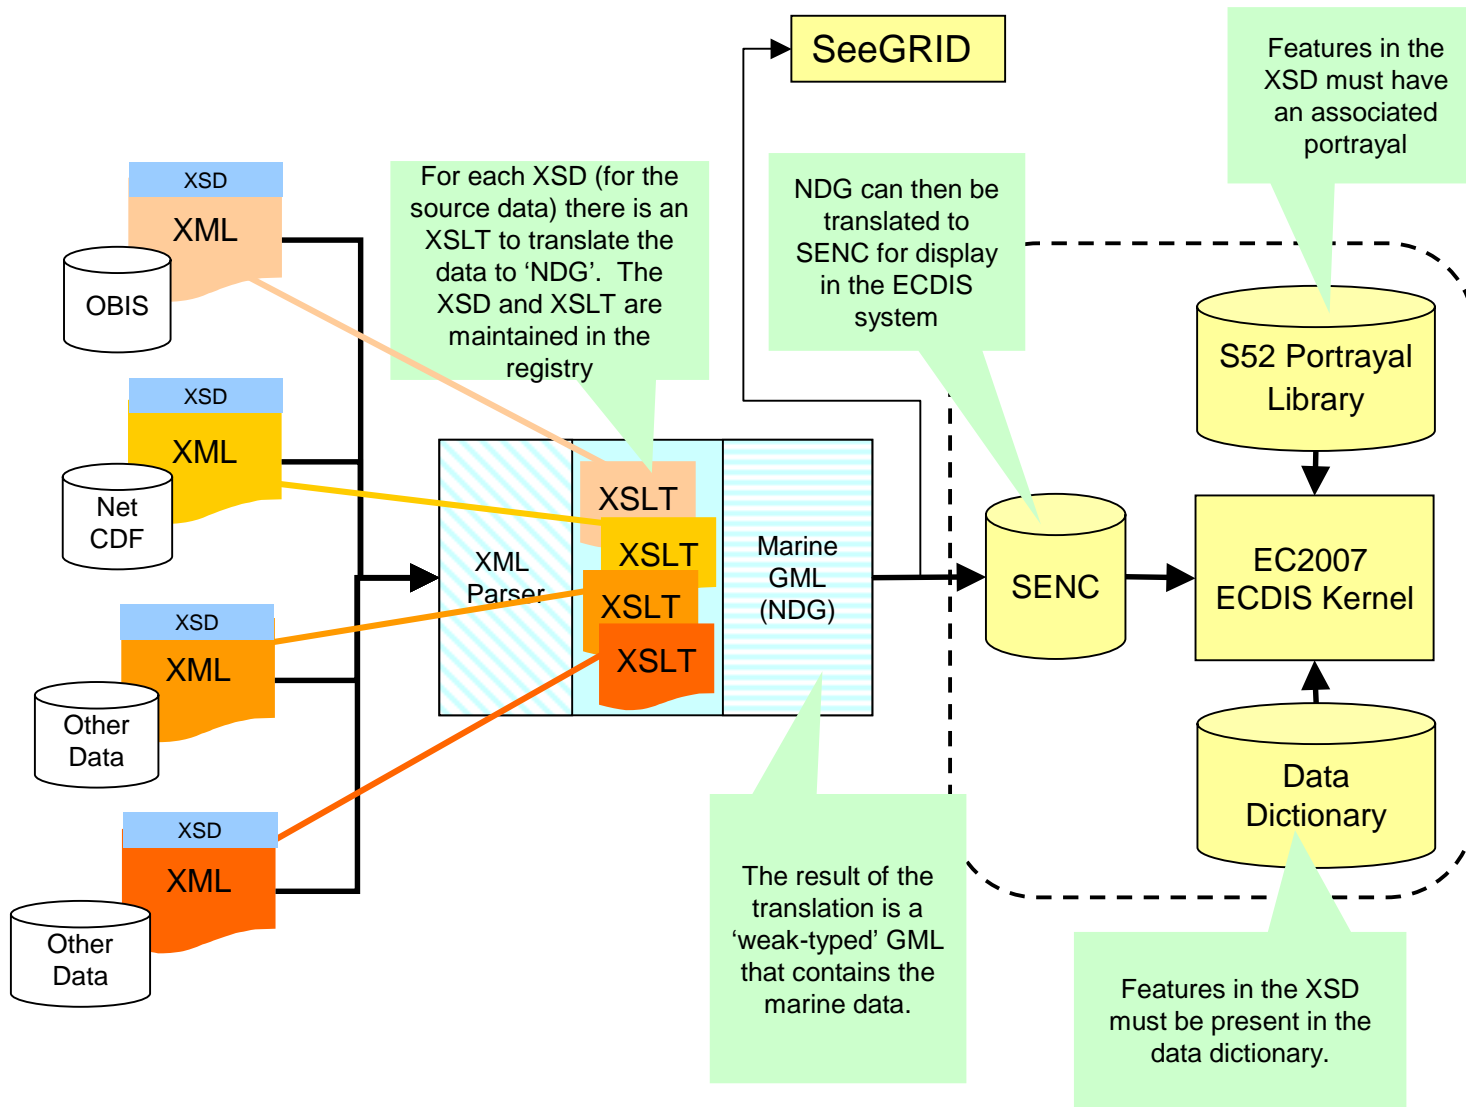 SeeGRID
Features in the
XSD must have
an associated
portrayal
XSD
XML
OBIS
For each XSD (for the
source data) there is an
XSLT to translate the
data to ‘NDG’.  The
XSD and XSLT are
maintained in the
registry
NDG can then be
translated to
SENC for display
in the ECDIS
system
S52 Portrayal
Library
XSD
XML
Net
CDF
XML
Parser
XSLT
XSLT
XSLT
XSLT
Marine
GML
(NDG)
SENC
EC2007
ECDIS Kernel
XSD
XML
Other
Data
Data
Dictionary
XSD
XML
Other
Data
The result of the
translation is a
‘weak-typed’ GML
that contains the
marine data.
Features in the XSD
must be present in the
data dictionary.